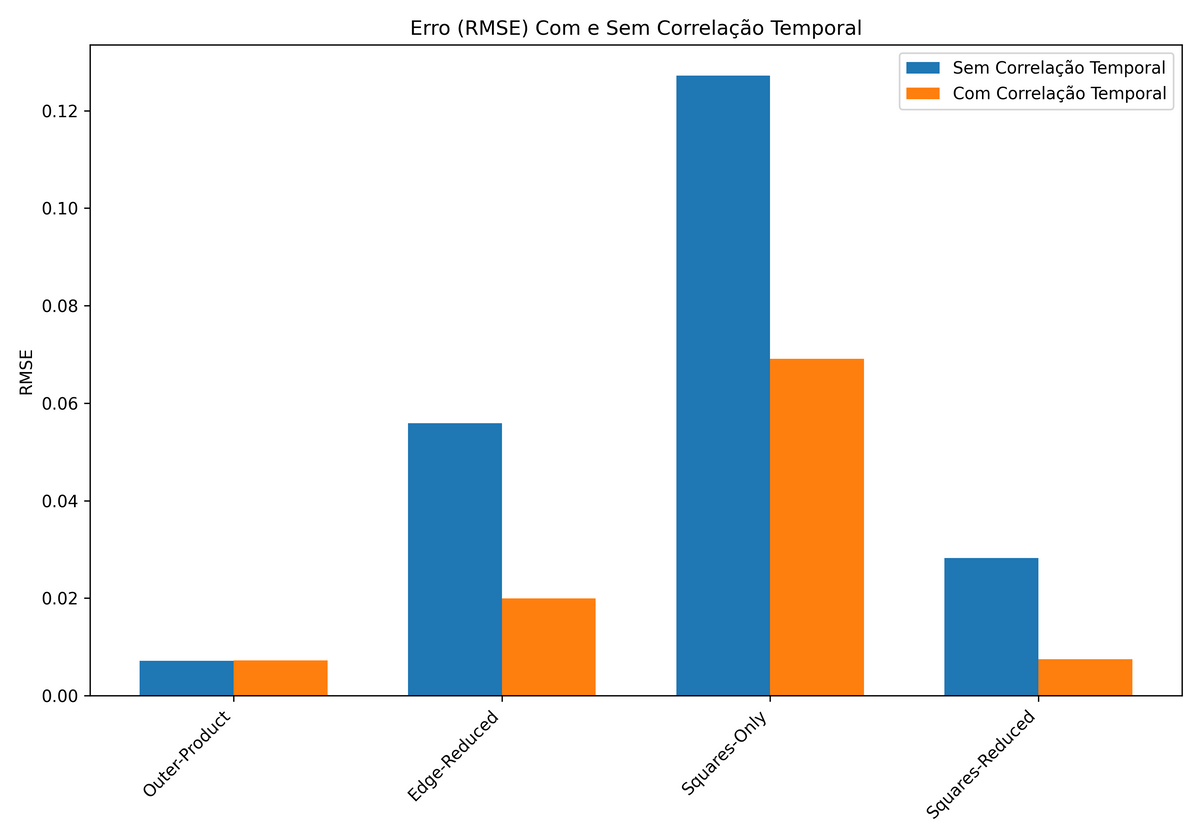 Erro (RMSE) Com e Sem Correlação Temporal
Sem Correlação Temporal
Com Correlação Temporal
RMSE
0.12
0.10
0.08
0.06
0.04
0.02
0.00
Outer-Product
Edge-Reduced
Squares-Only
Squares-Reduced